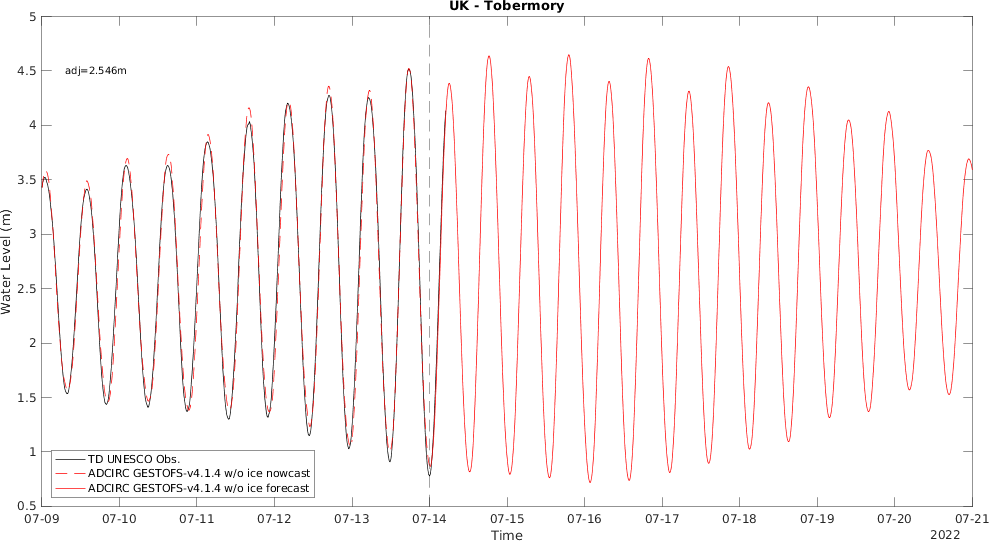 UK - Tobermory
5
4.5
4
3.5
3
2.5
2
1.5
1
0.5
Water Level (m)
adj=2.546m
TD UNESCO Obs.
ADCIRC GESTOFS-v4.1.4 w/o ice nowcast
ADCIRC GESTOFS-v4.1.4 w/o ice forecast
07-09 07-10 07-11 07-12 07-13 07-14 07-15 07-16 07-17 07-18 07-19 07-20 07-21
Time
2022